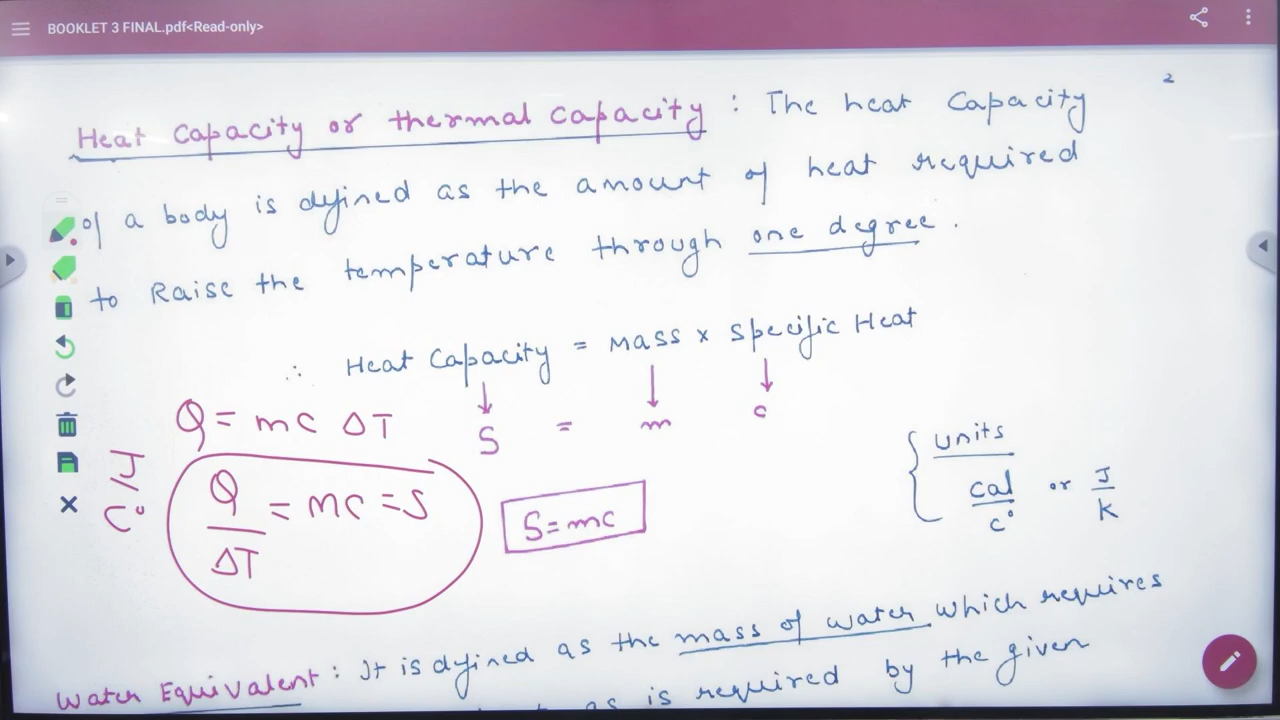 BOOKLET 3 FINAL.pdf<Read-only>
2
Heat Capacity or thermal Capacity : The heat Capacity
of a body is defined as the amount of heat required
to Raise the temperature through one degree.
∴ Heat Capacity = Mass x Specific Heat
S = m c
Q = mc ΔT
J/C°
Q/ΔT = mc = S
S = mc
units
cal/c° or J/K
Water Equivalent : It is defined as the mass of water which requires
as is required by the given